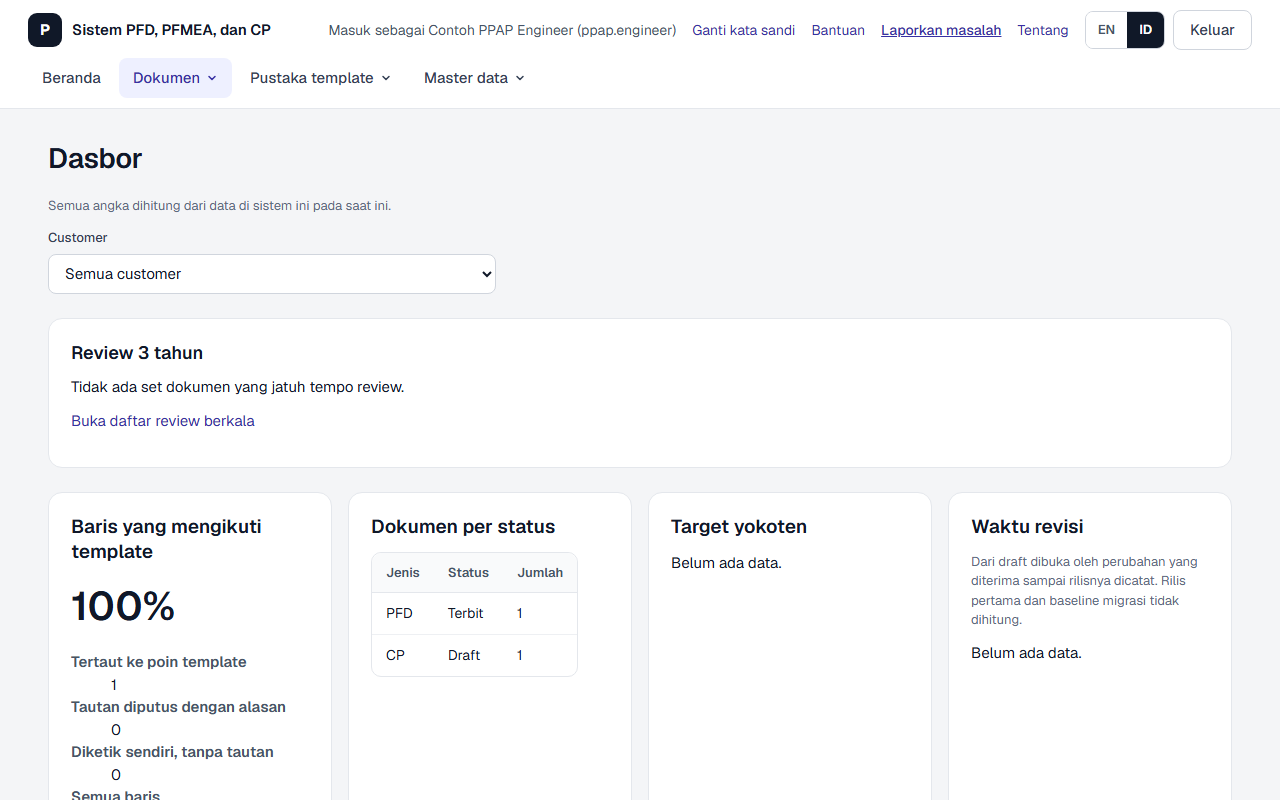 P
Sistem PFD, PFMEA, dan CP
Masuk sebagai Contoh PPAP Engineer (ppap.engineer)
Ganti kata sandi
Bantuan
Laporkan masalah
Tentang
EN
ID
Keluar
Beranda
Dokumen
Pustaka template
Master data
Dasbor
Semua angka dihitung dari data di sistem ini pada saat ini.
Customer
Semua customer
Review 3 tahun
Tidak ada set dokumen yang jatuh tempo review.
Buka daftar review berkala
Baris yang mengikuti
template
100%
Tertaut ke poin template
1
Tautan diputus dengan alasan
0
Diketik sendiri, tanpa tautan
0
Semua baris
Dokumen per status
Jenis Status Jumlah
PFD Terbit 1
CP Draft 1
Target yokoten
Belum ada data.
Waktu revisi
Dari draft dibuka oleh perubahan yang
diterima sampai rilisnya dicatat. Rilis
pertama dan baseline migrasi tidak
dihitung.
Belum ada data.